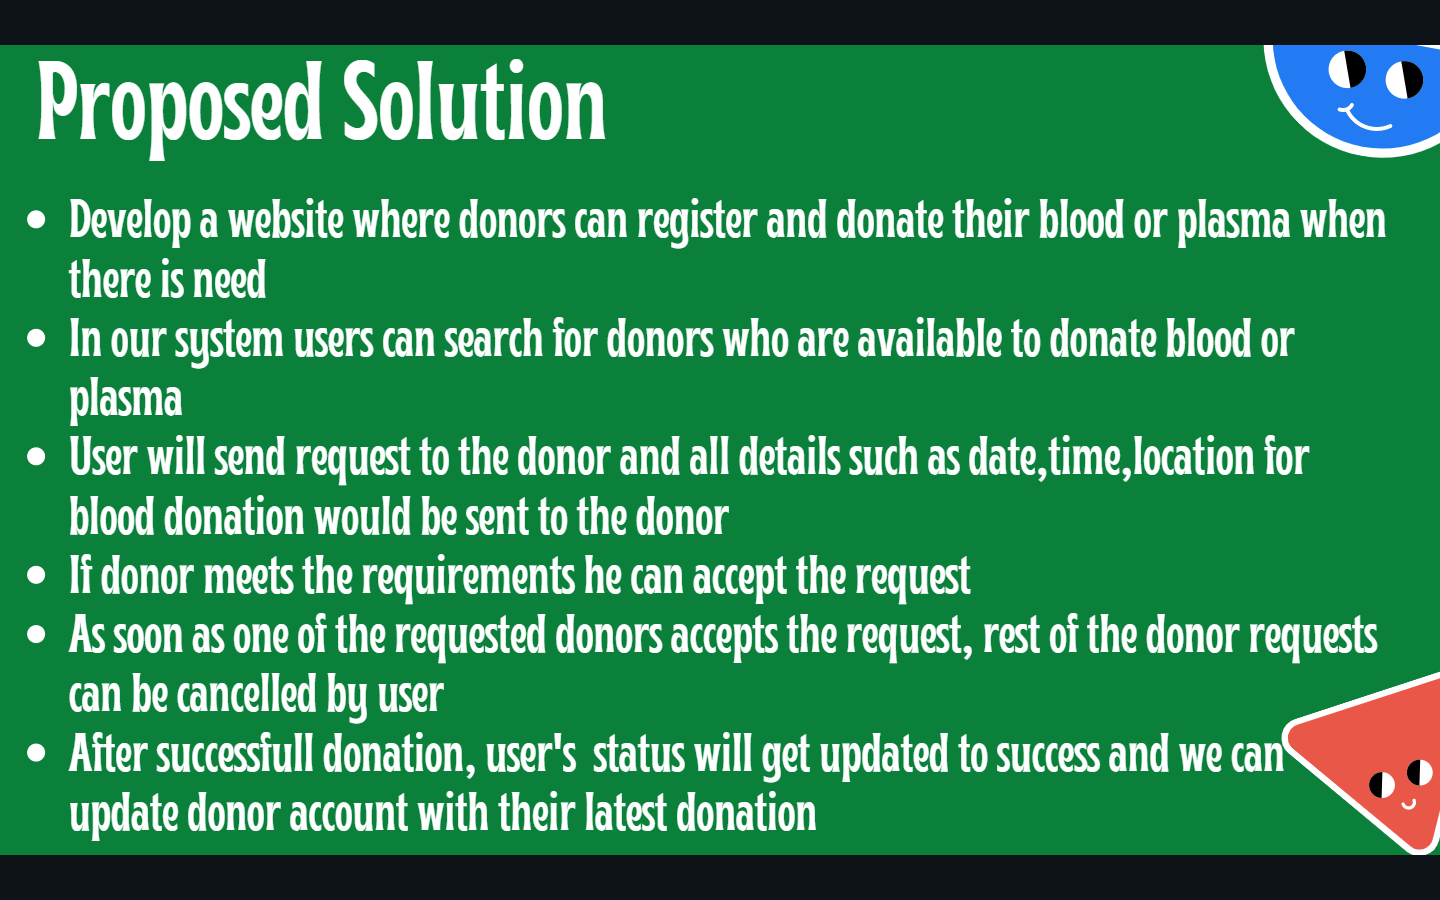 Proposed Solution
• Develop a website where donors can register and donate their blood or plasma when
there is need
• In our system users can search for donors who are available to donate blood or
plasma
• User will send request to the donor and all details such as date,time,location for
blood donation would be sent to the donor
• If donor meets the requirements he can accept the request
• As soon as one of the requested donors accepts the request, rest of the donor requests
can be cancelled by user
• After successfull donation, user's  status will get updated to success and we can
update donor account with their latest donation